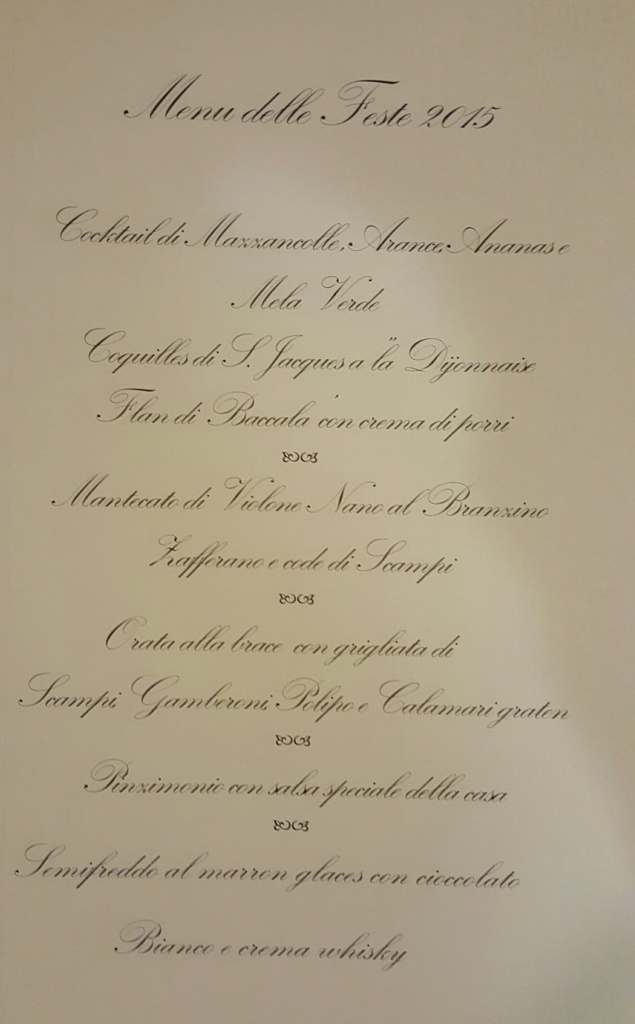 Menu delle Feste 2015
Cocktail di Mazzancolle, Arance, Ananas e
Mela Verde
Coquilles di S. Jacques a "la" Dijonnaise
Flan di Baccala' con crema di porri
Mantecato di Violone Nano al Branzino
Zafferano e code di Scampi
Orata alla brace con grigliata di
Scampi, Gamberoni, Polipo e Calamari graten
Pinzimonio con salsa speciale della casa
Semifreddo al marron glaces con cioccolato
Bianco e crema whisky